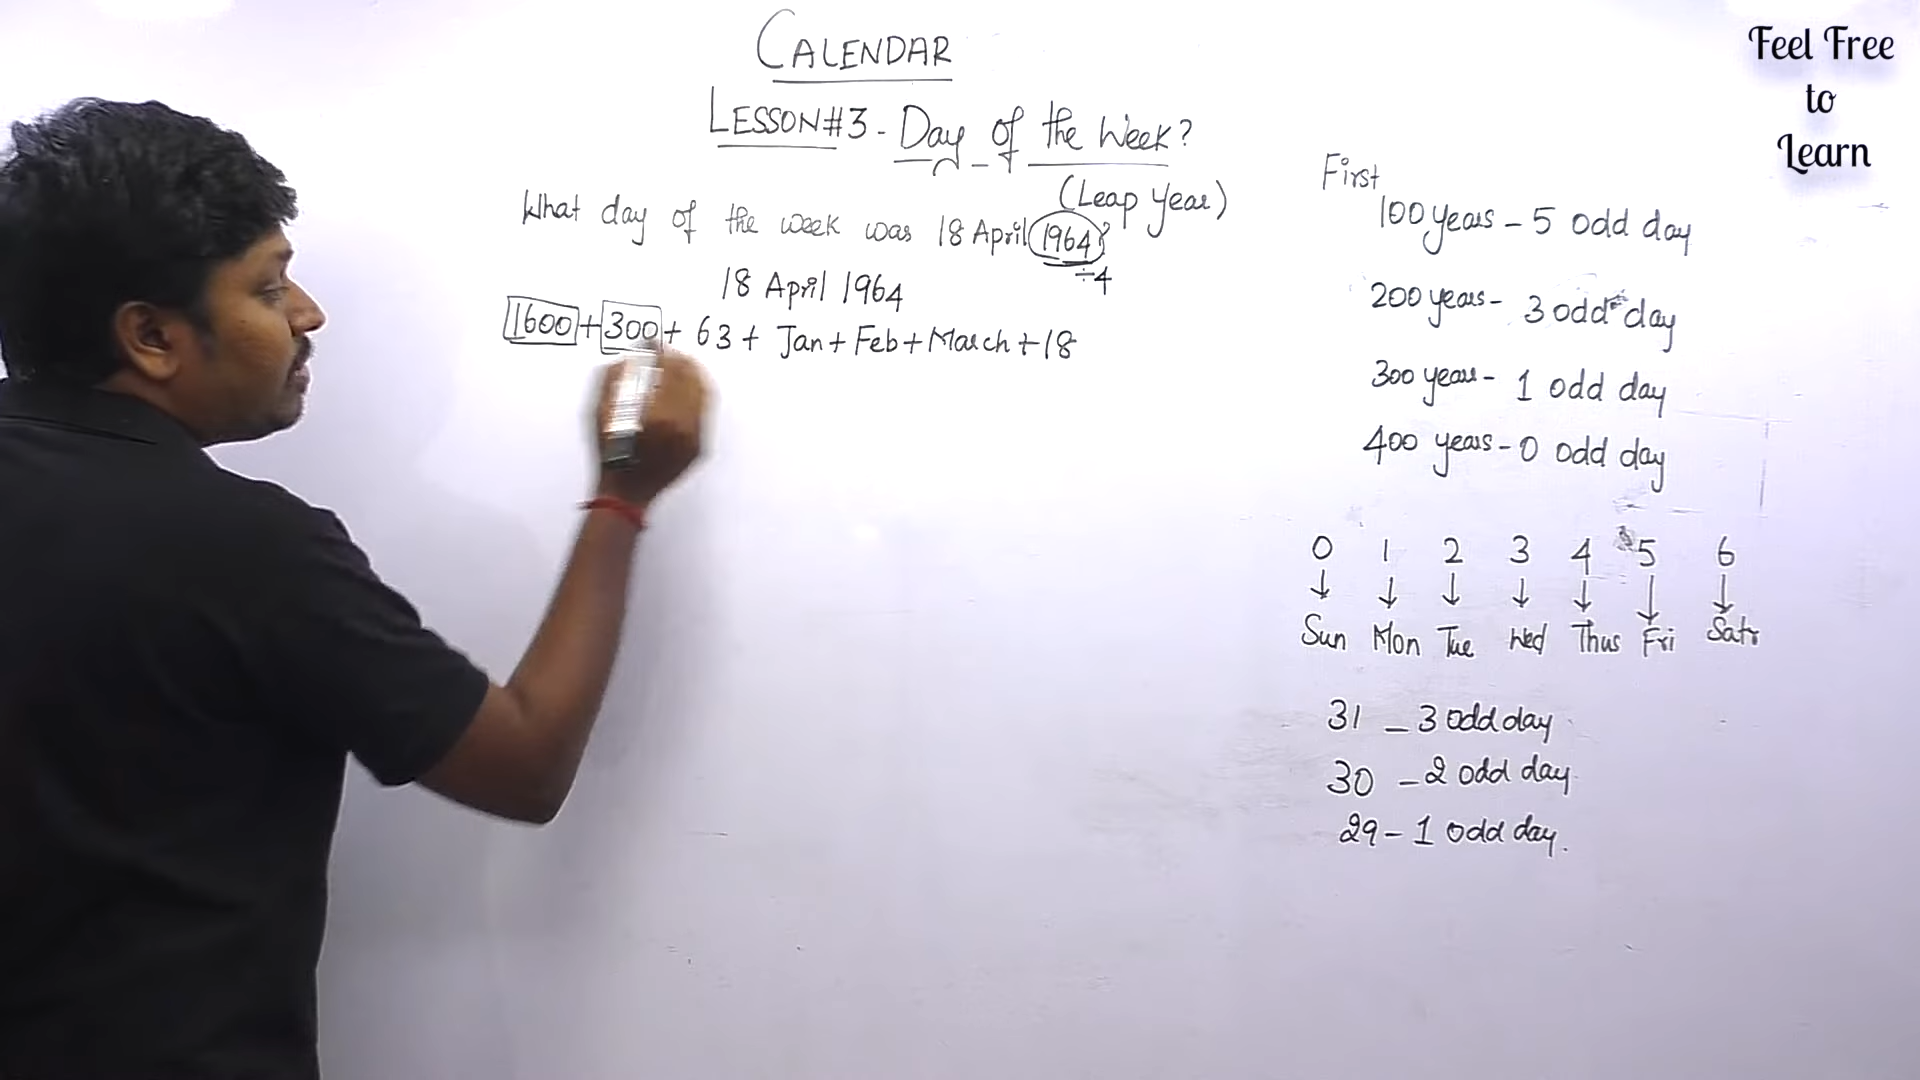 CALENDAR
LESSON#3 - Day of the Week?
(Leap Year)
What day of the week was 18 April 1964?
÷4
18 April 1964
1600 + 300 + 63 + Jan + Feb + March + 18
Feel Free
to
Learn
First
100 years - 5 odd day
200 years - 3 odd day
300 years - 1 odd day
400 years - 0 odd day
0 1 2 3 4 5 6
↓ ↓ ↓ ↓ ↓ ↓ ↓
Sun Mon Tue Wed Thus Fri Satr
31 - 3 odd day
30 - 2 odd day
29 - 1 odd day.